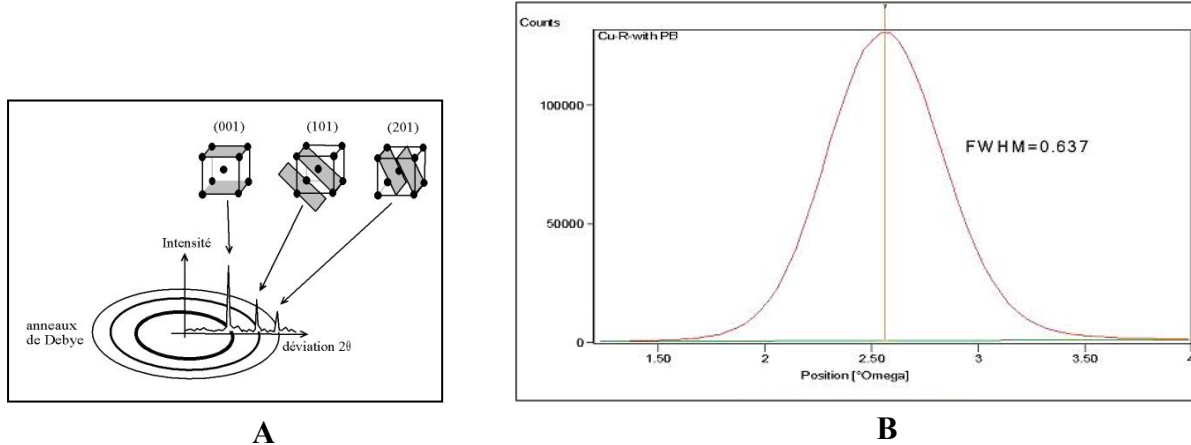 (001) (101) (201)
Intensité
anneaux
de Debye
déviation 2θ
A
Counts
Cu-R-with PB
100000
FWHM=0.637
50000
0
1.50 2 2.50 3 3.50 4
Position [°Omega]
B